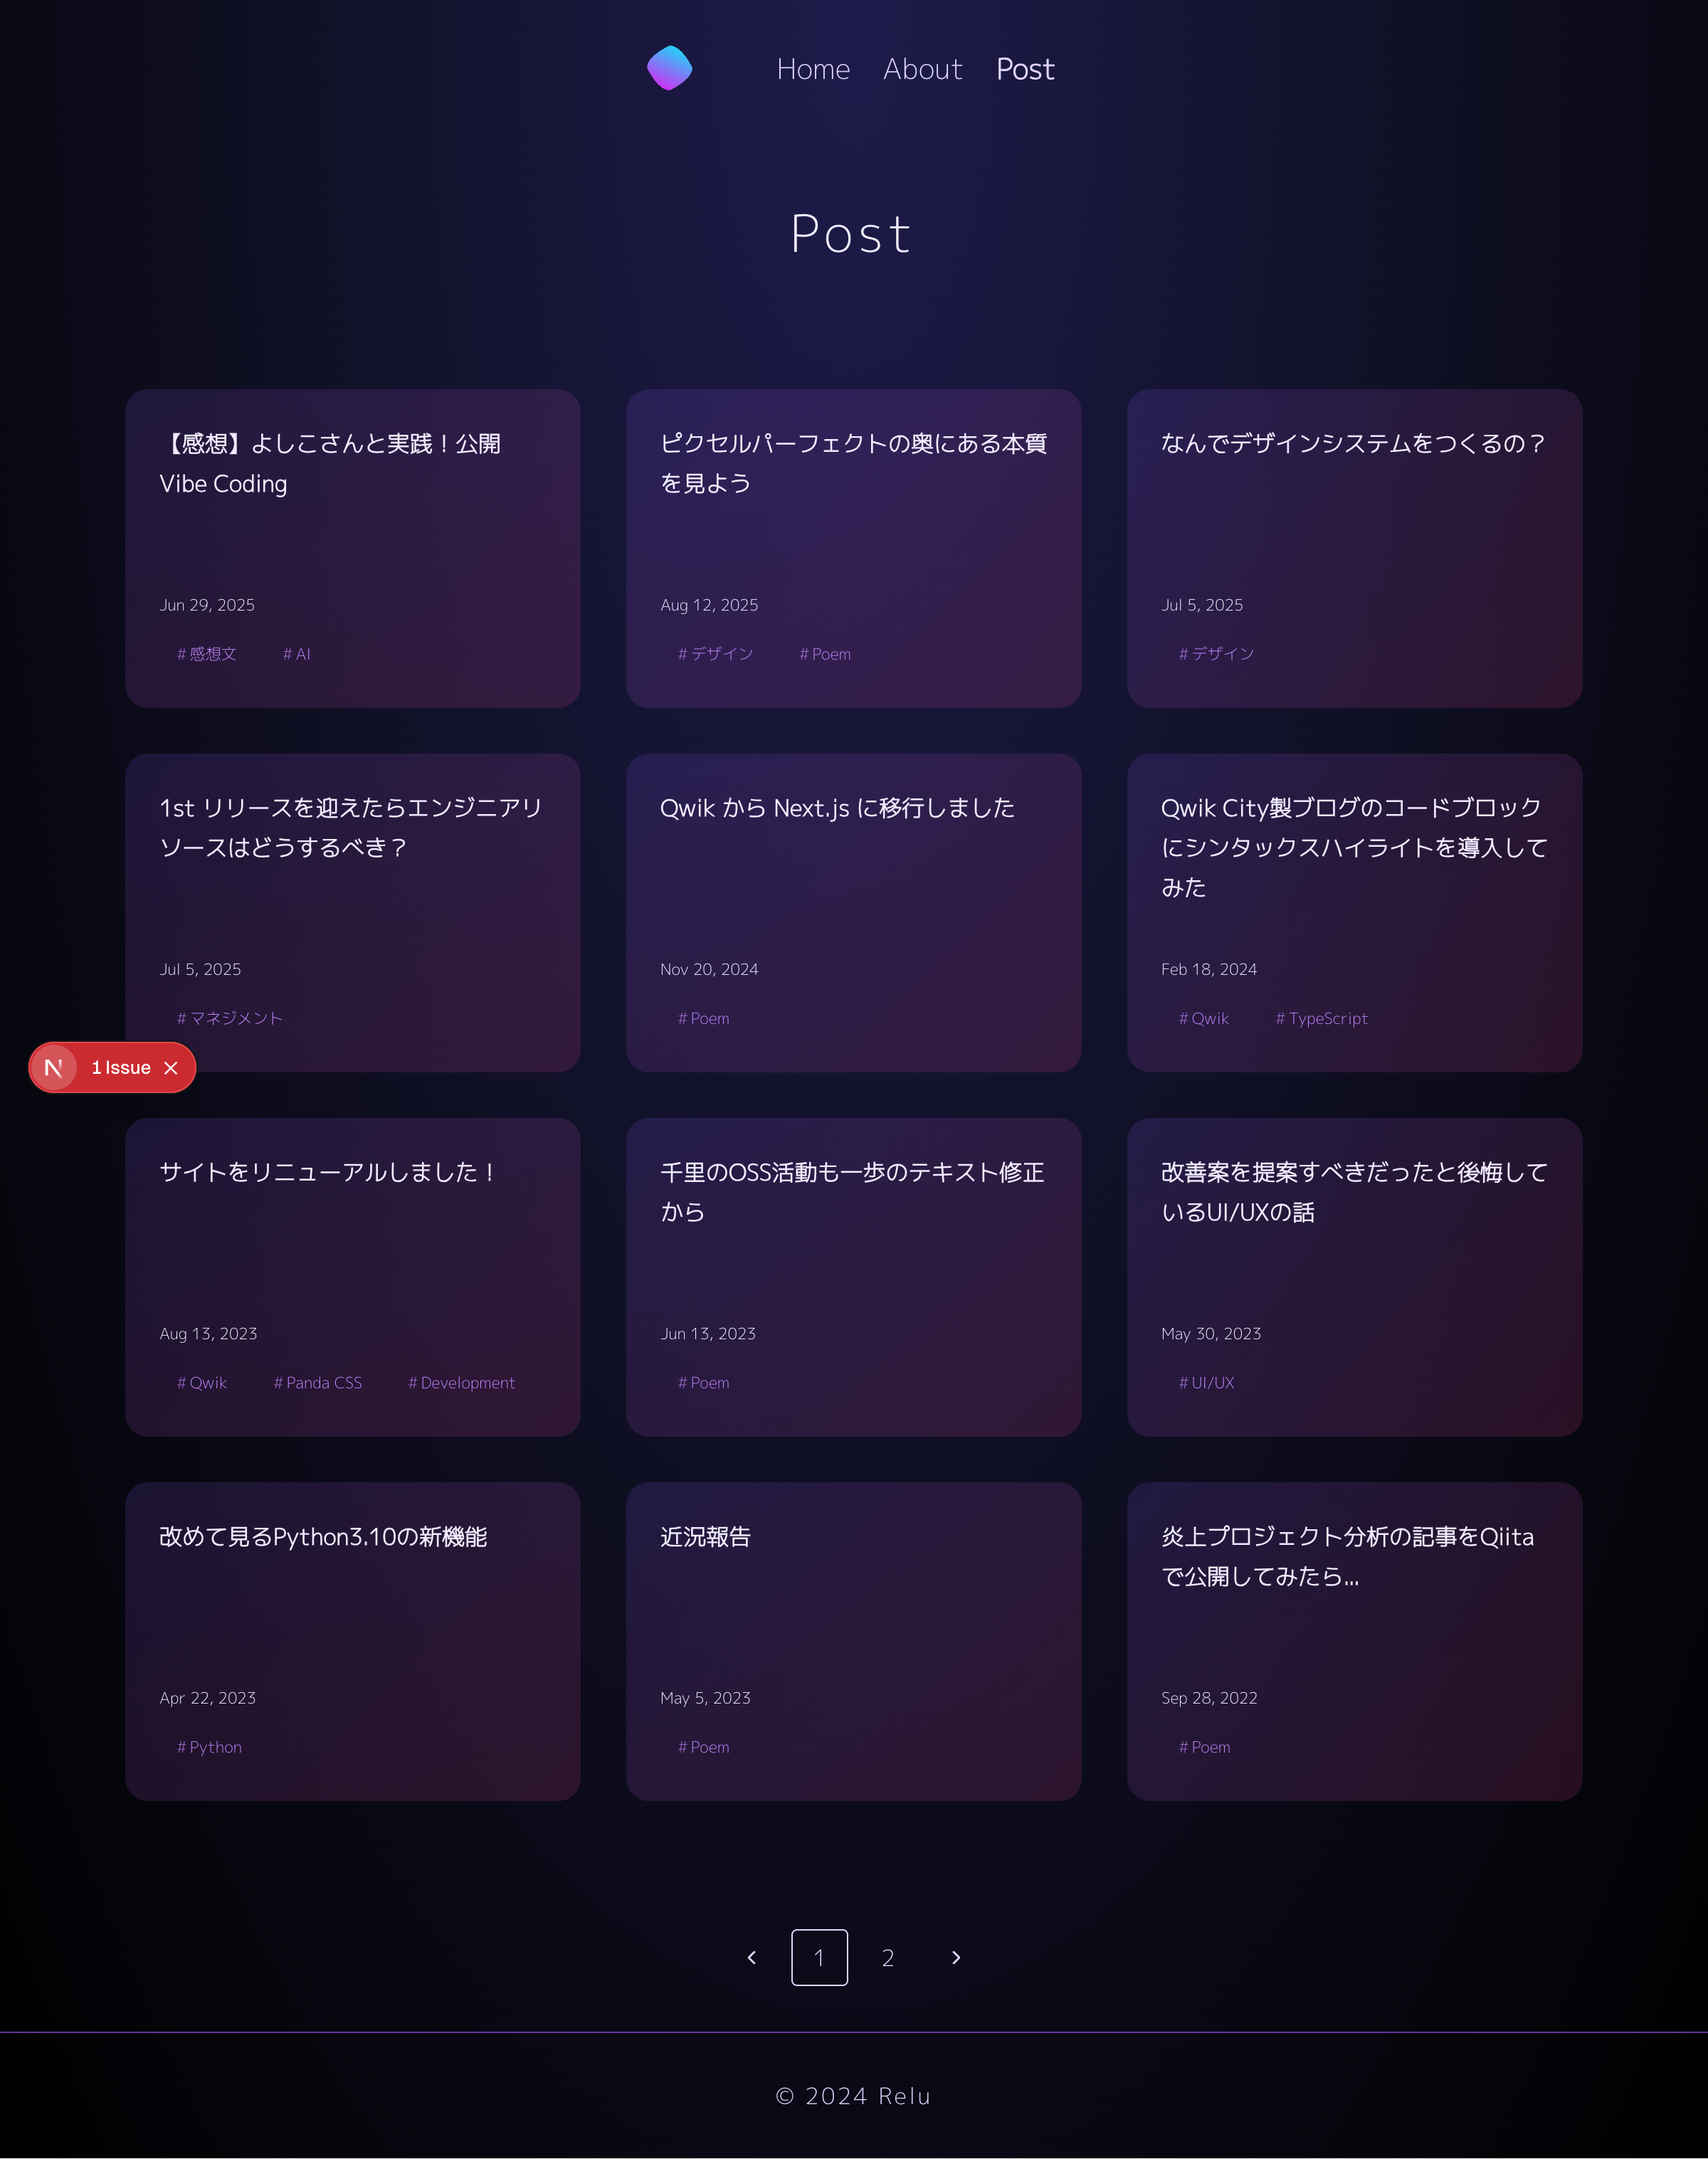 Home About Post
Post
【感想】よしこさんと実践！公開
Vibe Coding
Jun 29, 2025
#感想文 #AI
ピクセルパーフェクトの奥にある本質
を見よう
Aug 12, 2025
#デザイン #Poem
なんでデザインシステムをつくるの？
Jul 5, 2025
#デザイン
1st リリースを迎えたらエンジニアリ
ソースはどうするべき？
Jul 5, 2025
#マネジメント
Qwik から Next.js に移行しました
Nov 20, 2024
#Poem
Qwik City製ブログのコードブロック
にシンタックスハイライトを導入して
みた
Feb 18, 2024
#Qwik #TypeScript
N 1 Issue
サイトをリニューアルしました！
Aug 13, 2023
#Qwik #Panda CSS #Development
千里のOSS活動も一歩のテキスト修正
から
Jun 13, 2023
#Poem
改善案を提案すべきだったと後悔して
いるUI/UXの話
May 30, 2023
#UI/UX
改めて見るPython3.10の新機能
Apr 22, 2023
#Python
近況報告
May 5, 2023
#Poem
炎上プロジェクト分析の記事をQiita
で公開してみたら...
Sep 28, 2022
#Poem
1 2
© 2024 Relu